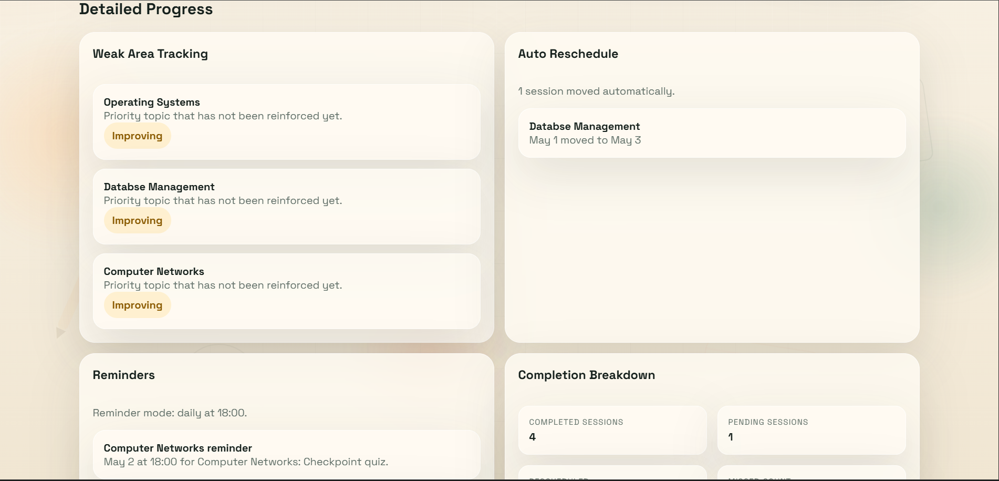 Detailed Progress
Weak Area Tracking
Operating Systems
Priority topic that has not been reinforced yet.
Improving
Databse Management
Priority topic that has not been reinforced yet.
Improving
Computer Networks
Priority topic that has not been reinforced yet.
Improving
Auto Reschedule
1 session moved automatically.
Databse Management
May 1 moved to May 3
Reminders
Reminder mode: daily at 18:00.
Computer Networks reminder
May 2 at 18:00 for Computer Networks: Checkpoint quiz.
Completion Breakdown
COMPLETED SESSIONS
4
PENDING SESSIONS
1